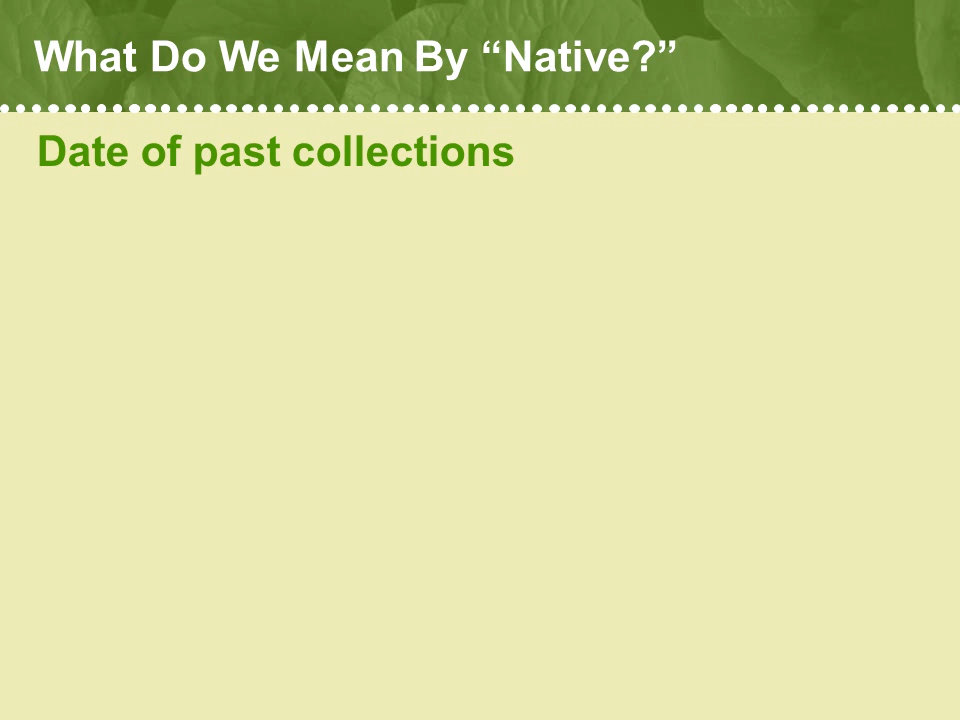 What Do We Mean By “Native?”
Date of past collections